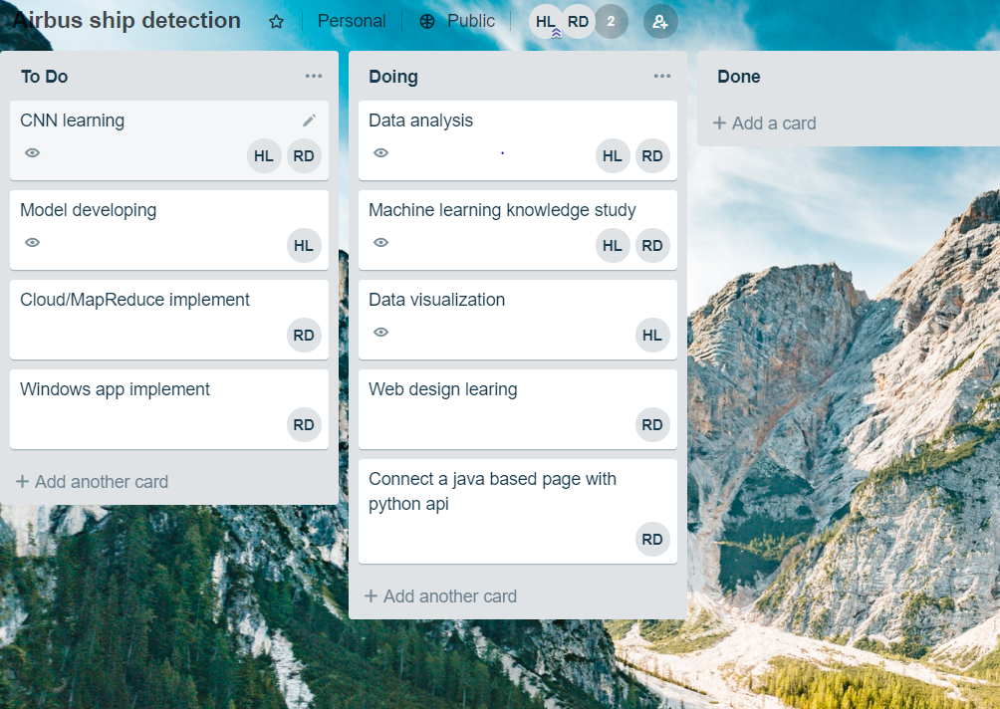 Airbus ship detection Personal Public HL RD 2
To Do
CNN learning
HL RD
Model developing
HL
Cloud/MapReduce implement
RD
Windows app implement
RD
+ Add another card
Doing
Data analysis
HL RD
Machine learning knowledge study
HL RD
Data visualization
HL
Web design learing
RD
Connect a java based page with
python api
RD
+ Add another card
Done
+ Add a card